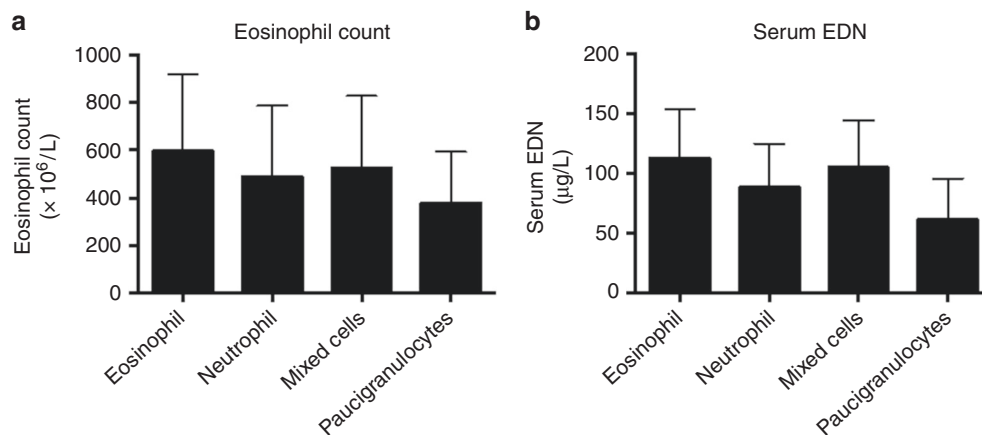 a
Eosinophil count
Eosinophil count
(× 10⁶/L)
1000
800
600
400
200
0
Eosinophil
Neutrophil
Mixed cells
Paucigranulocytes
b
Serum EDN
Serum EDN
(µg/L)
200
150
100
50
0
Eosinophil
Neutrophil
Mixed cells
Paucigranulocytes